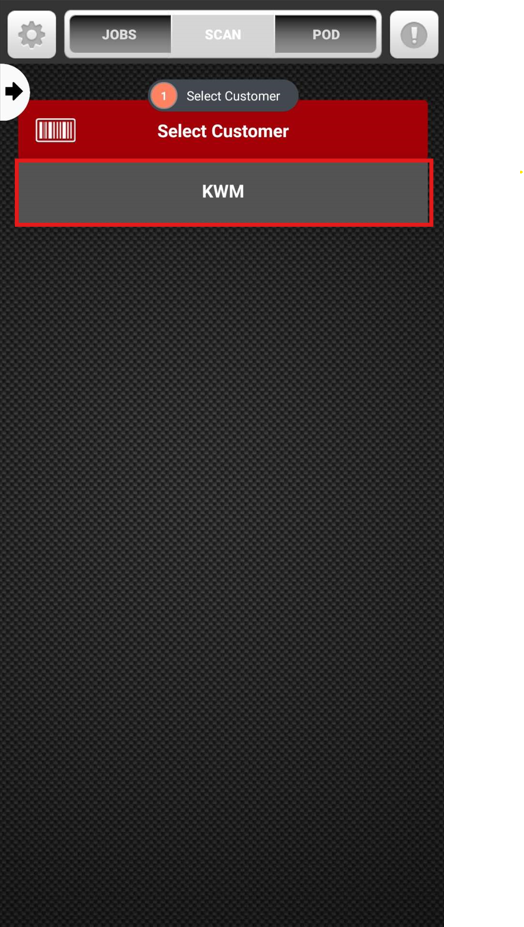 JOBS SCAN POD
1 Select Customer
Select Customer
KWM